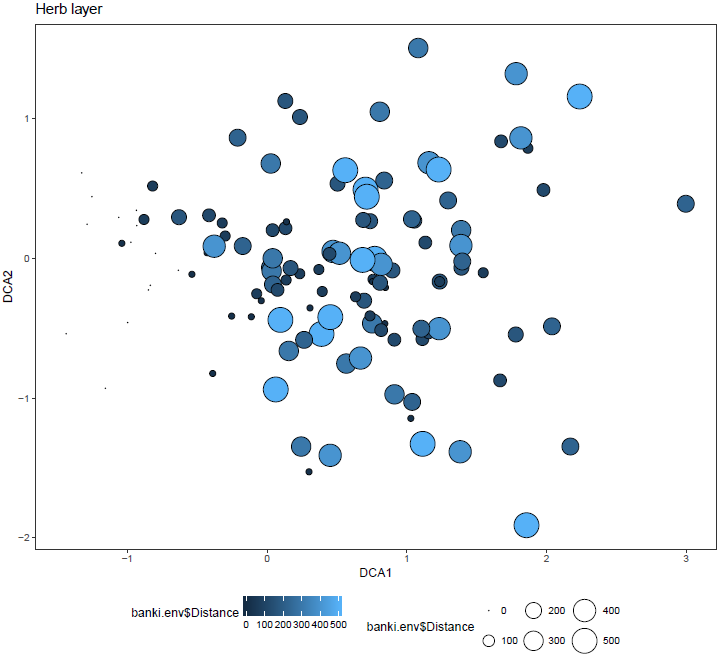 Herb layer
DCA2
1
0
−1
−2
−1 0 1 2 3
DCA1
banki.env$Distance
0 100 200 300 400 500
banki.env$Distance
0 200 400
100 300 500